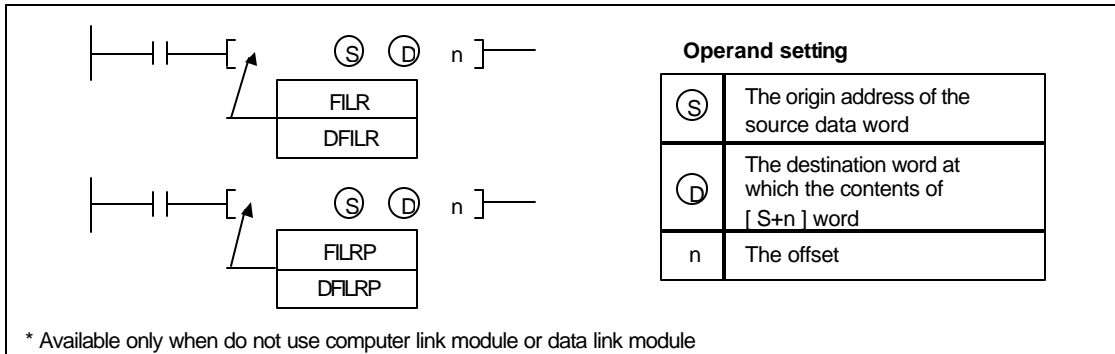 S D n
FILR
DFILR
S D n
FILRP
DFILRP
Operand setting
S The origin address of the
source data word
D The destination word at
which the contents of
[ S+n ] word
n The offset
* Available only when do not use computer link module or data link module